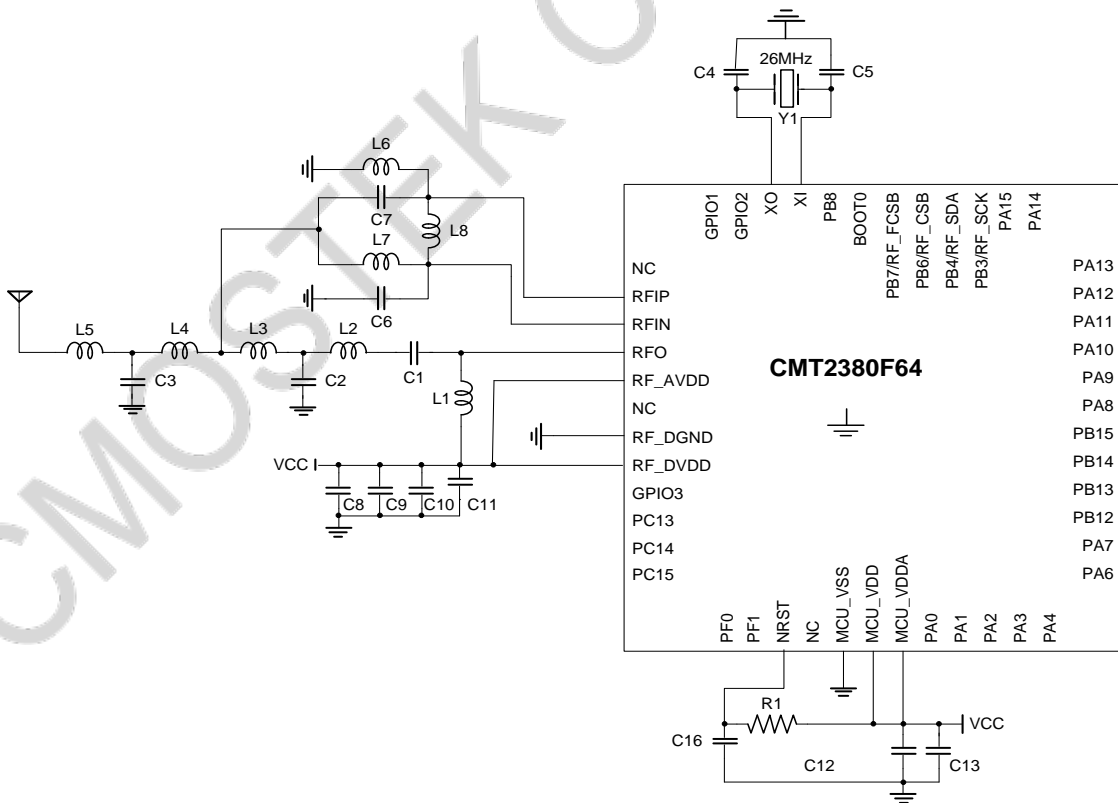 CMOSTEK
26MHz
C4
C5
Y1
L6
C7
L7
L8
C6
L5
L4
L3
L2
C3
C2
C1
L1
VCC
C8
C9
C10
C11
GPIO1
GPIO2
XO
XI
PB8
BOOT0
PB7/RF_FCSB
PB6/RF_CSB
PB4/RF_SDA
PB3/RF_SCK
PA15
PA14
NC
RFIP
RFIN
RFO
RF_AVDD
NC
RF_DGND
RF_DVDD
GPIO3
PC13
PC14
PC15
CMT2380F64
PA13
PA12
PA11
PA10
PA9
PA8
PB15
PB14
PB13
PB12
PA7
PA6
PF0
PF1
NRST
NC
MCU_VSS
MCU_VDD
MCU_VDDA
PA0
PA1
PA2
PA3
PA4
R1
VCC
C16
C12
C13